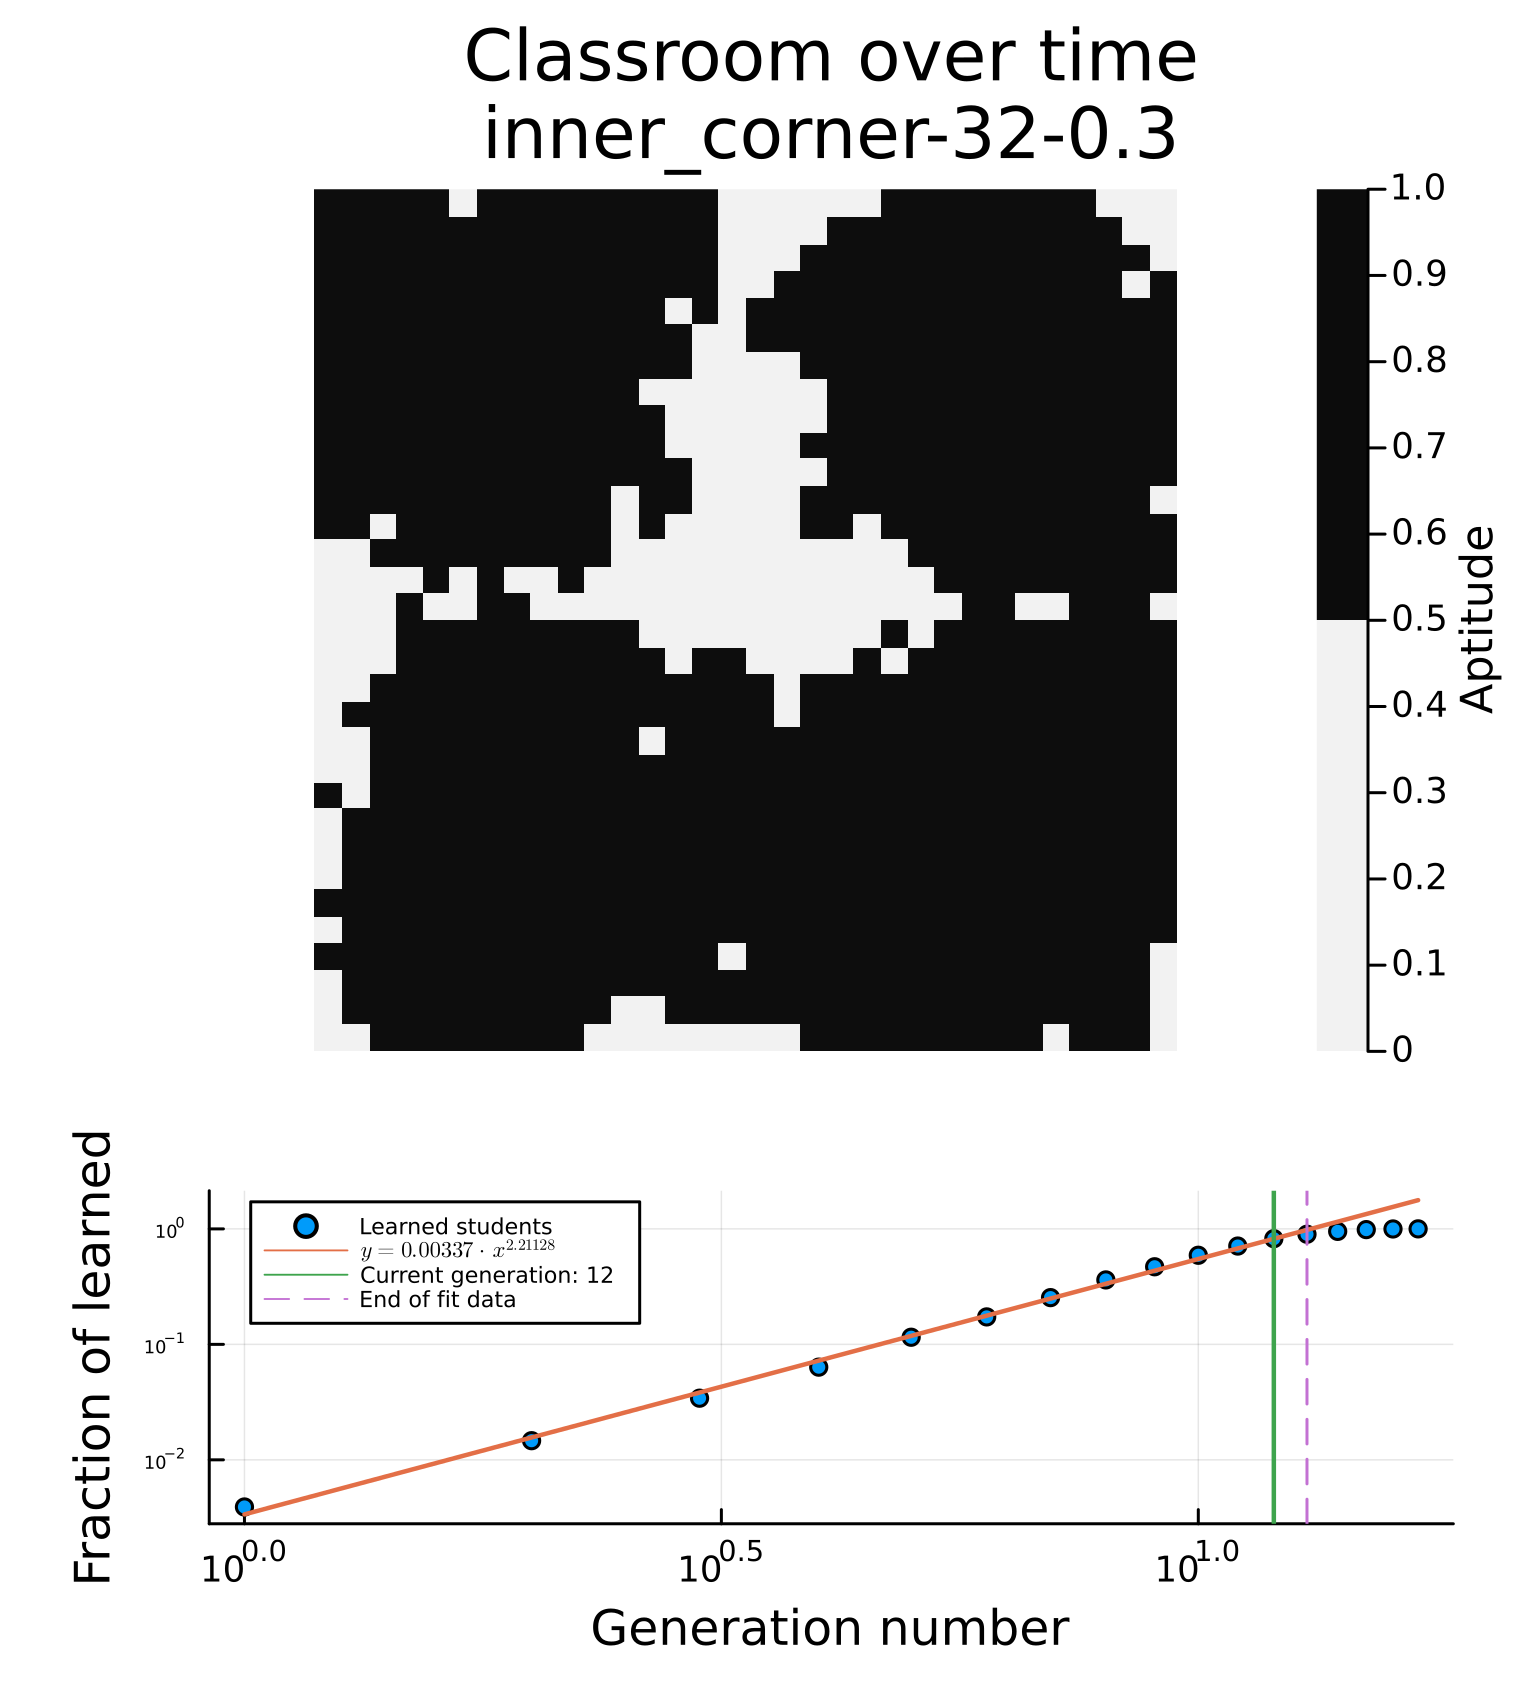 Classroom over time
inner_corner-32-0.3
1.0
0.9
0.8
0.7
0.6
0.5
0.4
0.3
0.2
0.1
0
Aptitude
Fraction of learned
10⁰
10⁻¹
10⁻²
Learned students
y = 0.00337 · x^{2.21128}
Current generation: 12
End of fit data
10^{0.0}
10^{0.5}
10^{1.0}
Generation number